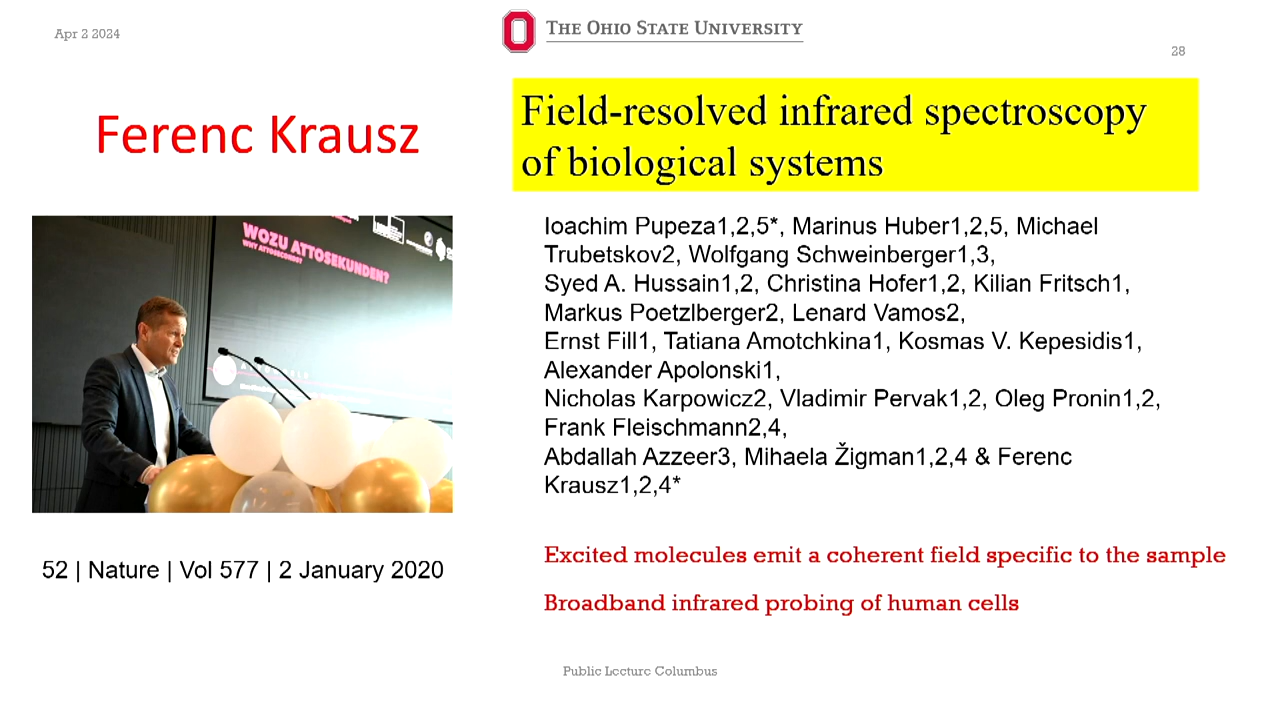 Apr 2 2024
THE OHIO STATE UNIVERSITY
28
Ferenc Krausz
Field-resolved infrared spectroscopy
of biological systems
WOZU ATTOSEKUNDEN?
WHY ATTOSECONDS?
Ioachim Pupeza1,2,5*, Marinus Huber1,2,5, Michael
Trubetskov2, Wolfgang Schweinberger1,3,
Syed A. Hussain1,2, Christina Hofer1,2, Kilian Fritsch1,
Markus Poetzlberger2, Lenard Vamos2,
Ernst Fill1, Tatiana Amotchkina1, Kosmas V. Kepesidis1,
Alexander Apolonski1,
Nicholas Karpowicz2, Vladimir Pervak1,2, Oleg Pronin1,2,
Frank Fleischmann2,4,
Abdallah Azzeer3, Mihaela Žigman1,2,4 & Ferenc
Krausz1,2,4*
52 | Nature | Vol 577 | 2 January 2020
Excited molecules emit a coherent field specific to the sample
Broadband infrared probing of human cells
Public Lecture Columbus